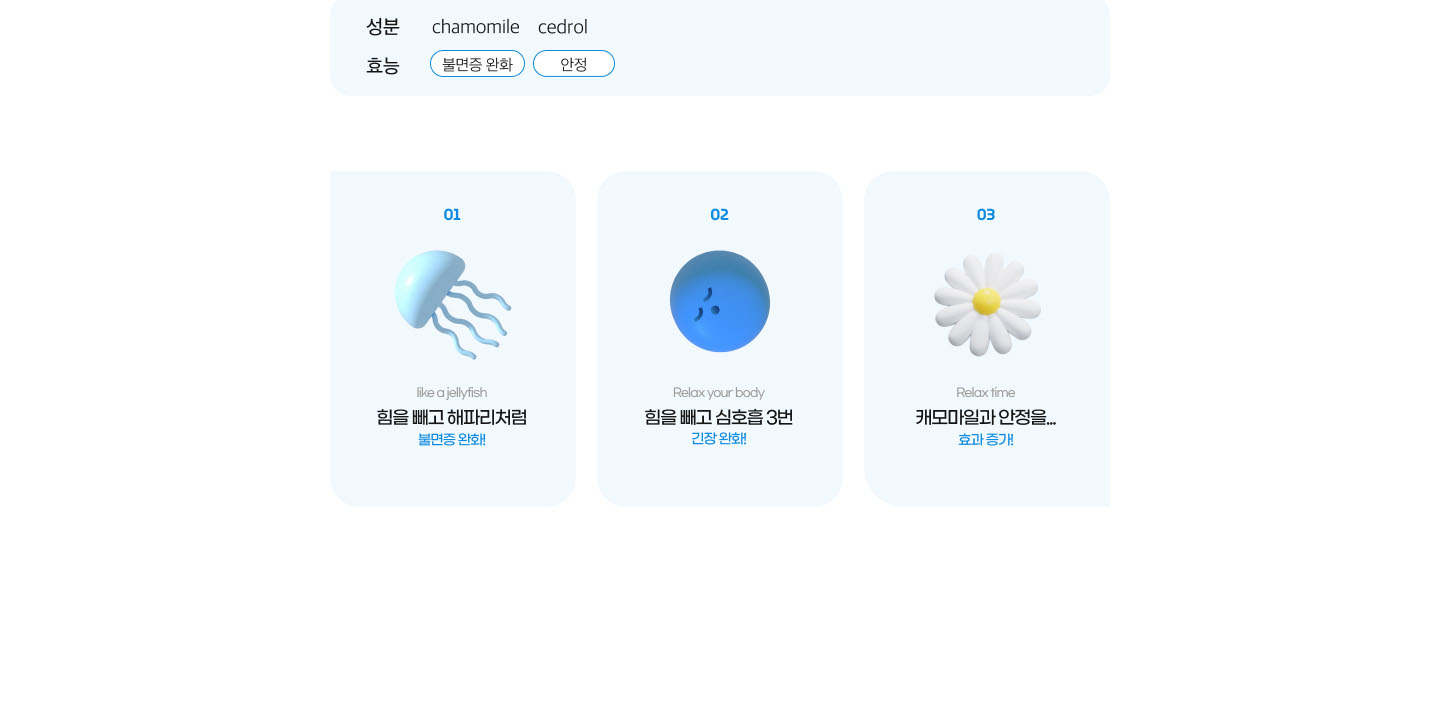 성분 chamomile cedrol
효능 불면증 완화 안정
01
like a jellyfish
힘을 빼고 해파리처럼
불면증 완화!
02
Relax your body
힘을 빼고 심호흡 3번
긴장 완화!
03
Relax time
캐모마일과 안정을...
효과 증가!